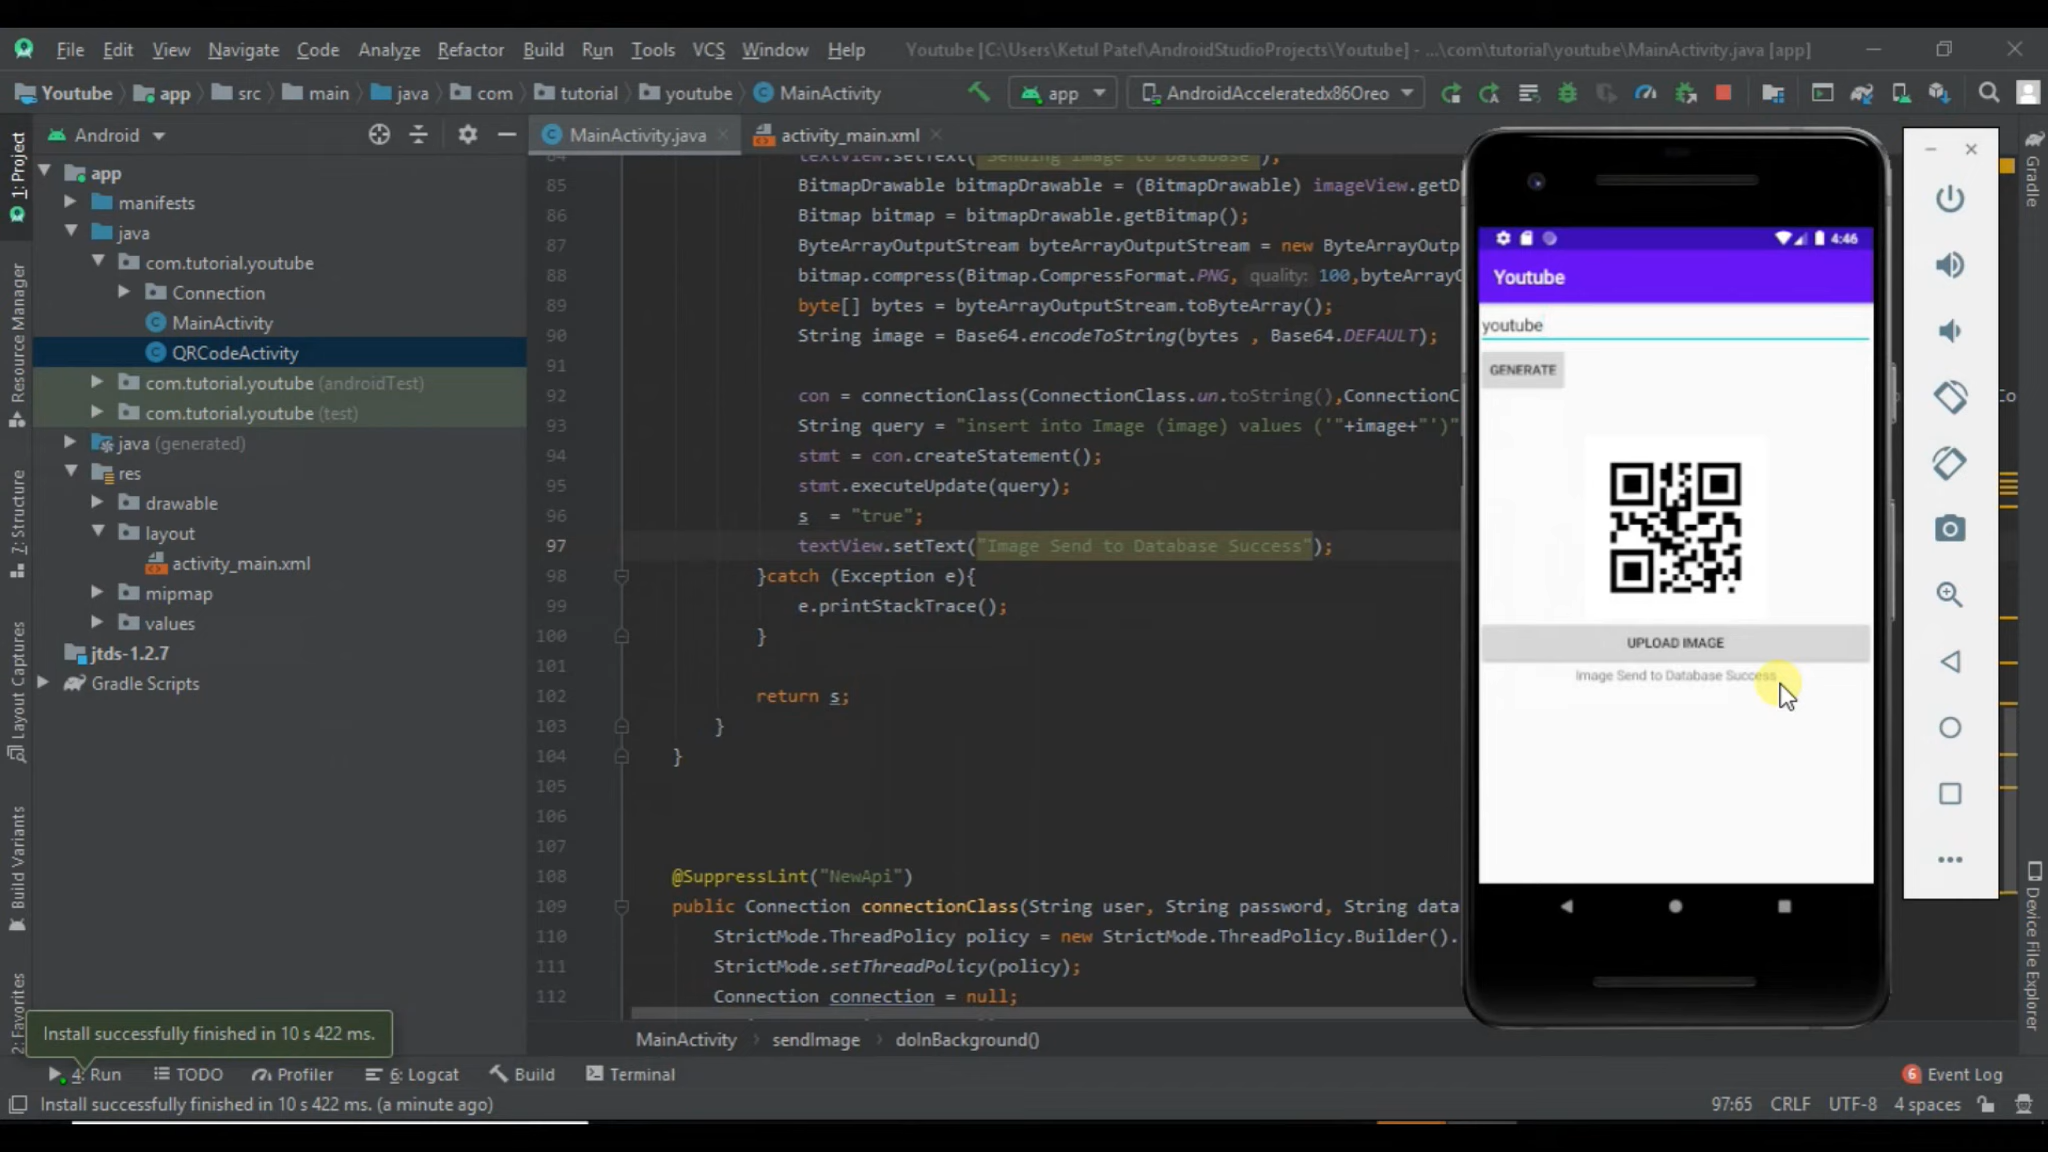 File Edit View Navigate Code Analyze Refactor Build Run Tools VCS Window Help Youtube [C:\Users\Ketul Patel\AndroidStudioProjects\Youtube] - ...\com\tutorial\youtube\MainActivity.java [app]
Youtube app src main java com tutorial youtube MainActivity app AndroidAcceleratedx86Oreo
Android
MainActivity.java activity_main.xml
1: Project
Resource Manager
7: Structure
Layout Captures
Build Variants
2: Favorites
app
manifests
java
com.tutorial.youtube
Connection
MainActivity
QRCodeActivity
com.tutorial.youtube (androidTest)
com.tutorial.youtube (test)
java (generated)
res
drawable
layout
activity_main.xml
mipmap
values
jtds-1.2.7
Gradle Scripts
84 textView.setText("Sending Image to Database");
85 BitmapDrawable bitmapDrawable = (BitmapDrawable) imageView.getD
86 Bitmap bitmap = bitmapDrawable.getBitmap();
87 ByteArrayOutputStream byteArrayOutputStream = new ByteArrayOutp
88 bitmap.compress(Bitmap.CompressFormat.PNG, quality: 100,byteArrayO
89 byte[] bytes = byteArrayOutputStream.toByteArray();
90 String image = Base64.encodeToString(bytes , Base64.DEFAULT);
91
92 con = connectionClass(ConnectionClass.un.toString(),ConnectionC
93 String query = "insert into Image (image) values ('"+image+"')"
94 stmt = con.createStatement();
95 stmt.executeUpdate(query);
96 s = "true";
97 textView.setText("Image Send to Database Success");
98 }catch (Exception e){
99 e.printStackTrace();
100 }
101
102 return s;
103 }
104 }
105
106
107
108 @SuppressLint("NewApi")
109 public Connection connectionClass(String user, String password, String data
110 StrictMode.ThreadPolicy policy = new StrictMode.ThreadPolicy.Builder().
111 StrictMode.setThreadPolicy(policy);
112 Connection connection = null;
MainActivity sendImage doInBackground()
4:46
Youtube
youtube
GENERATE
UPLOAD IMAGE
Image Send to Database Success
Co
Gradle
Device File Explorer
Install successfully finished in 10 s 422 ms.
4: Run TODO Profiler 6: Logcat Build Terminal 6 Event Log
Install successfully finished in 10 s 422 ms. (a minute ago) 97:65 CRLF UTF-8 4 spaces